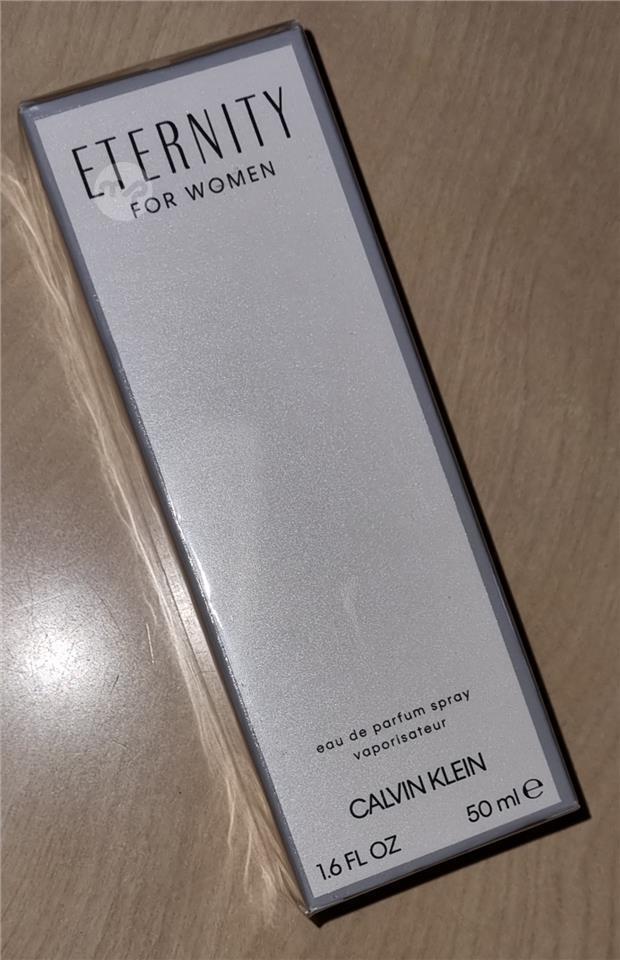 ETERNITY
FOR WOMEN
eau de parfum spray
vaporisateur
CALVIN KLEIN
1.6 FL OZ 50 ml ℮